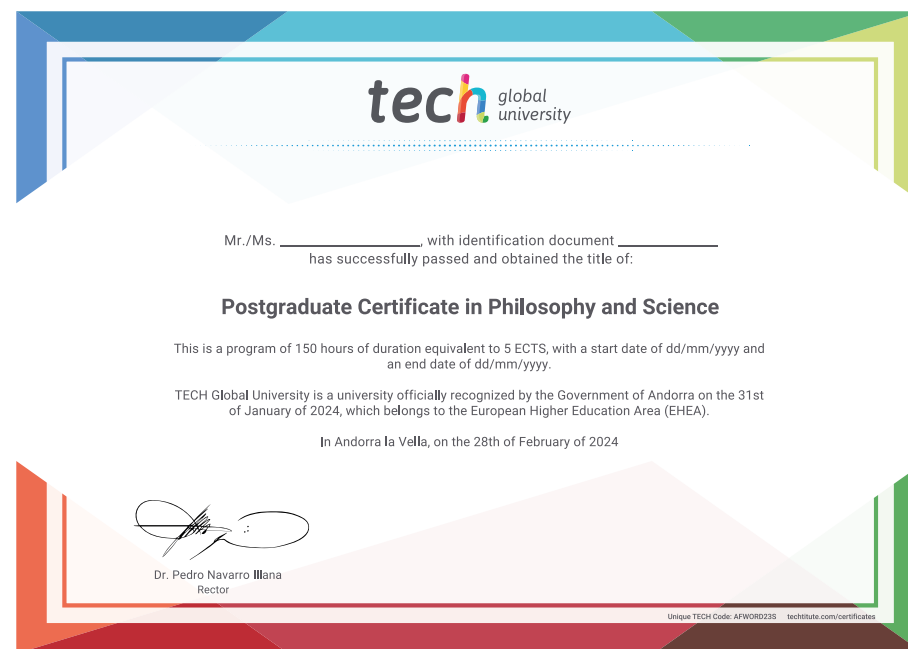 tech global
university
Mr./Ms. ____________, with identification document ____________
has successfully passed and obtained the title of:
Postgraduate Certificate in Philosophy and Science
This is a program of 150 hours of duration equivalent to 5 ECTS, with a start date of dd/mm/yyyy and
an end date of dd/mm/yyyy.
TECH Global University is a university officially recognized by the Government of Andorra on the 31st
of January of 2024, which belongs to the European Higher Education Area (EHEA).
In Andorra la Vella, on the 28th of February of 2024
Dr. Pedro Navarro Illana
Rector
Unique TECH Code: AFWORD23S techtitute.com/certificates